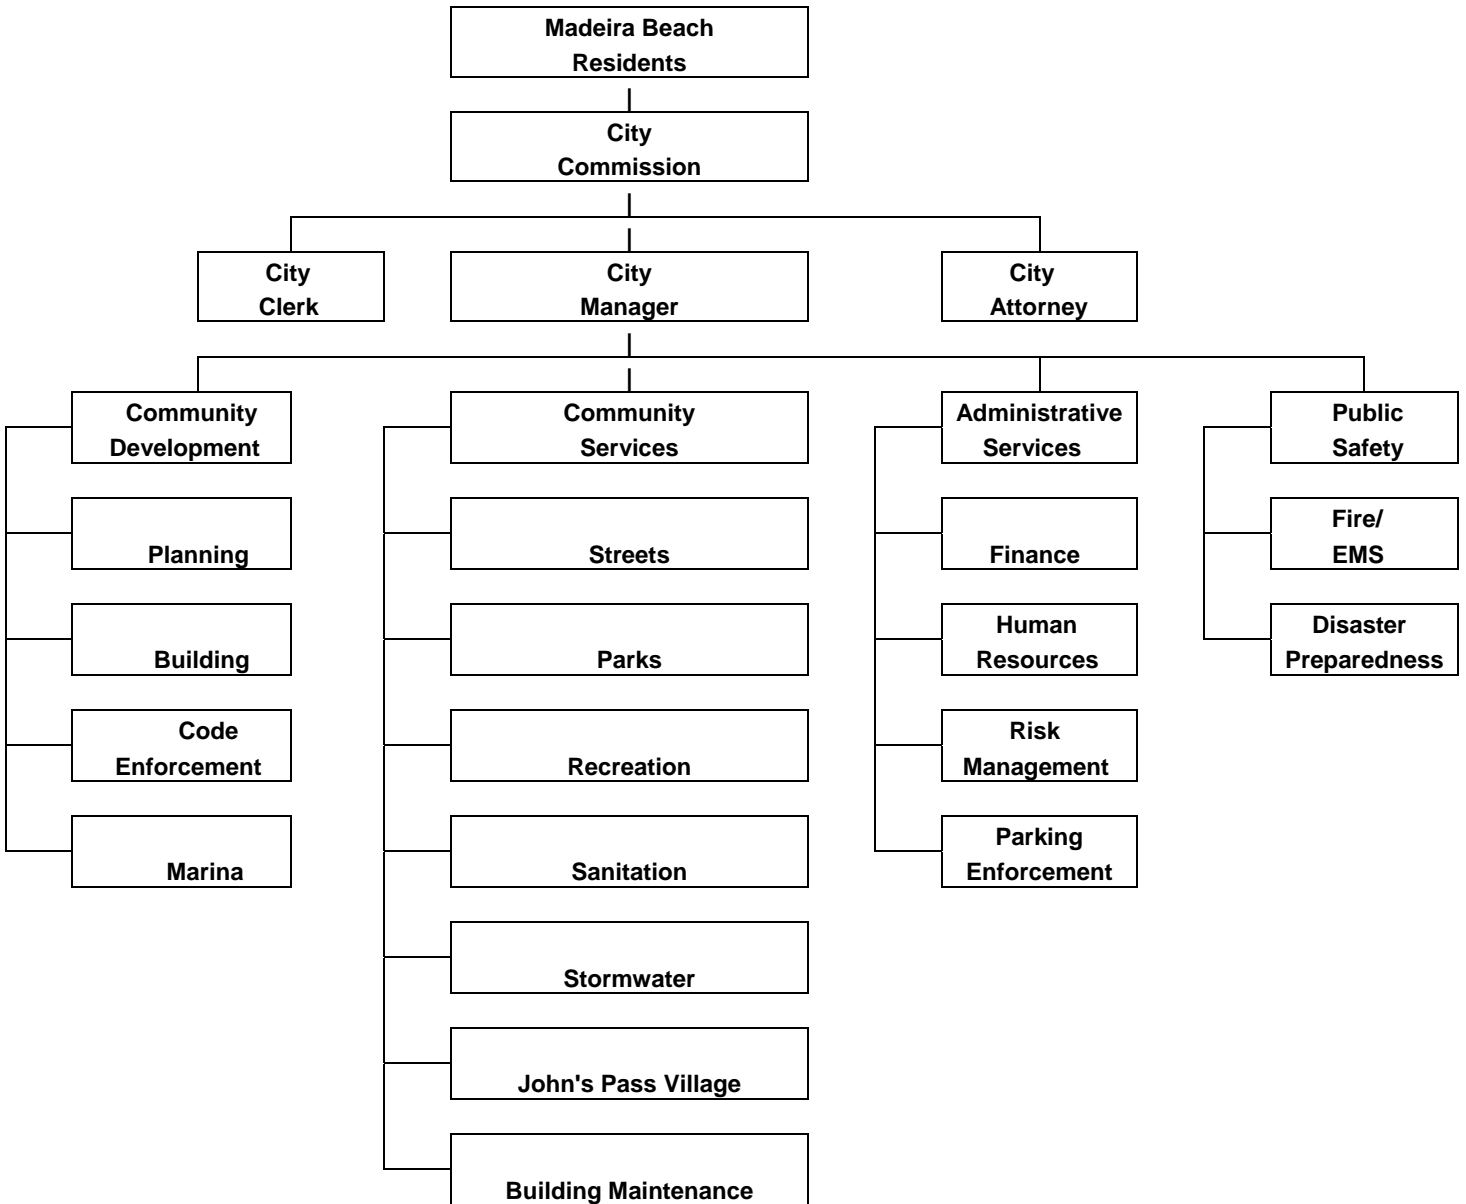 Madeira Beach
Residents
City
Commission
City
Clerk
City
Manager
City
Attorney
Community
Development
Community
Services
Administrative
Services
Public
Safety
Planning
Streets
Finance
Fire/
EMS
Building
Parks
Human
Resources
Disaster
Preparedness
Code
Enforcement
Recreation
Risk
Management
Marina
Sanitation
Parking
Enforcement
Stormwater
John's Pass Village
Building Maintenance